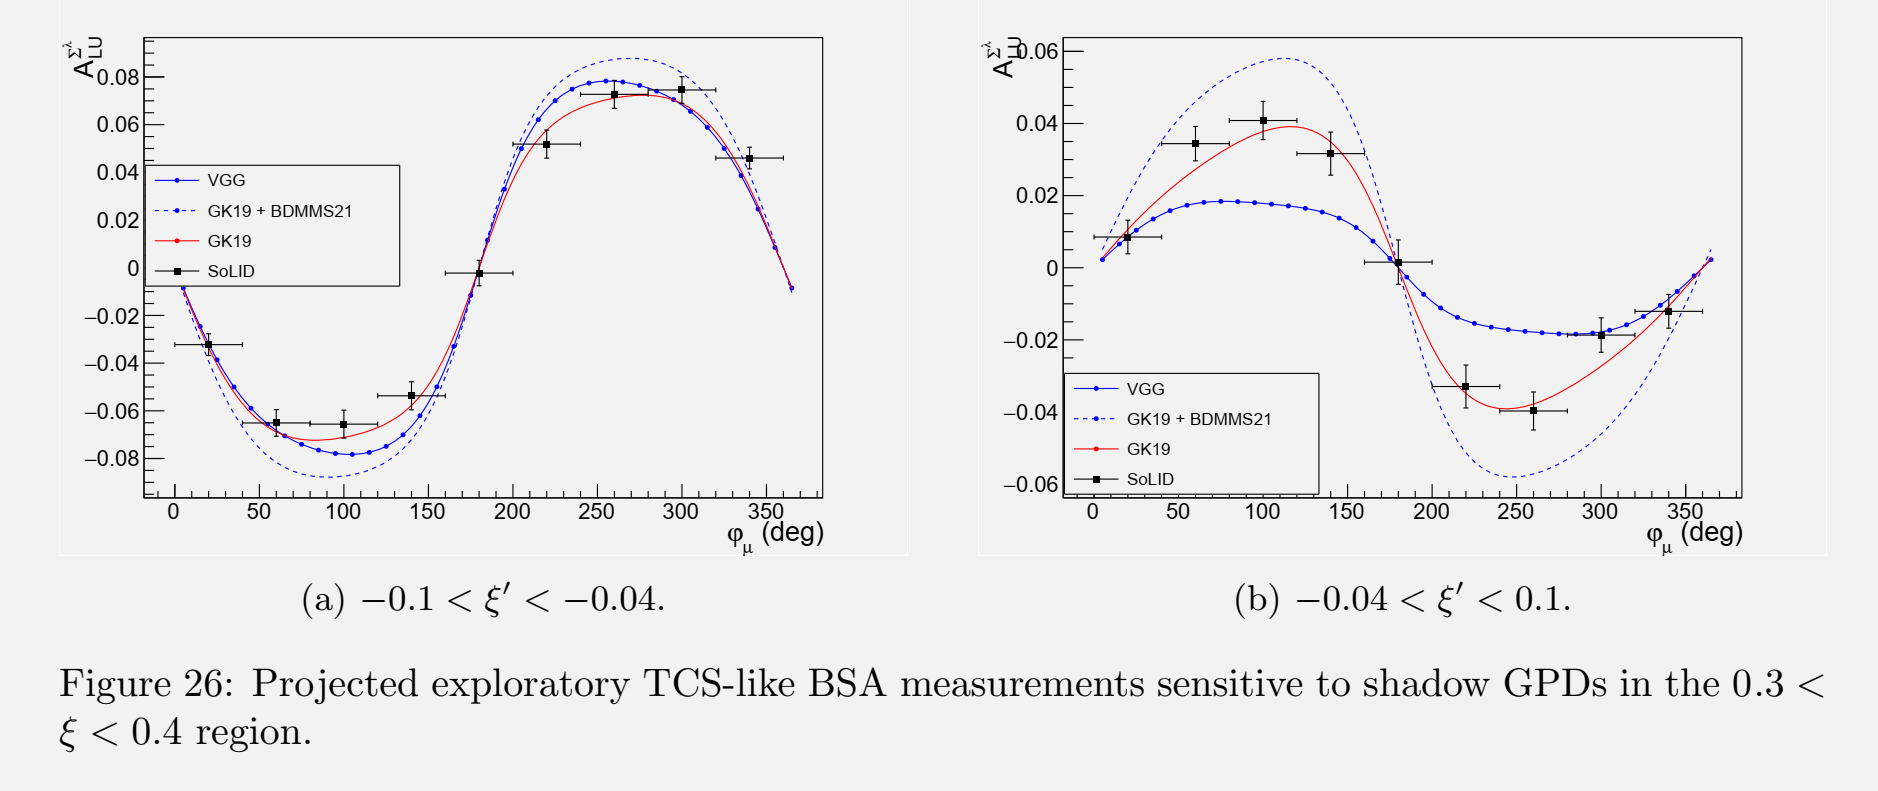 A_{LU}^{Σ^λ}
0.08
0.06
0.04
0.02
0
−0.02
−0.04
−0.06
−0.08
VGG
GK19 + BDMMS21
GK19
SoLID
0 50 100 150 200 250 300 350
φ_μ (deg)
A_{LU}^{Σ^λ}
0.06
0.04
0.02
0
−0.02
−0.04
−0.06
VGG
GK19 + BDMMS21
GK19
SoLID
0 50 100 150 200 250 300 350
φ_μ (deg)
(a) −0.1 < ξ′ < −0.04.
(b) −0.04 < ξ′ < 0.1.
Figure 26: Projected exploratory TCS-like BSA measurements sensitive to shadow GPDs in the 0.3 <
ξ < 0.4 region.